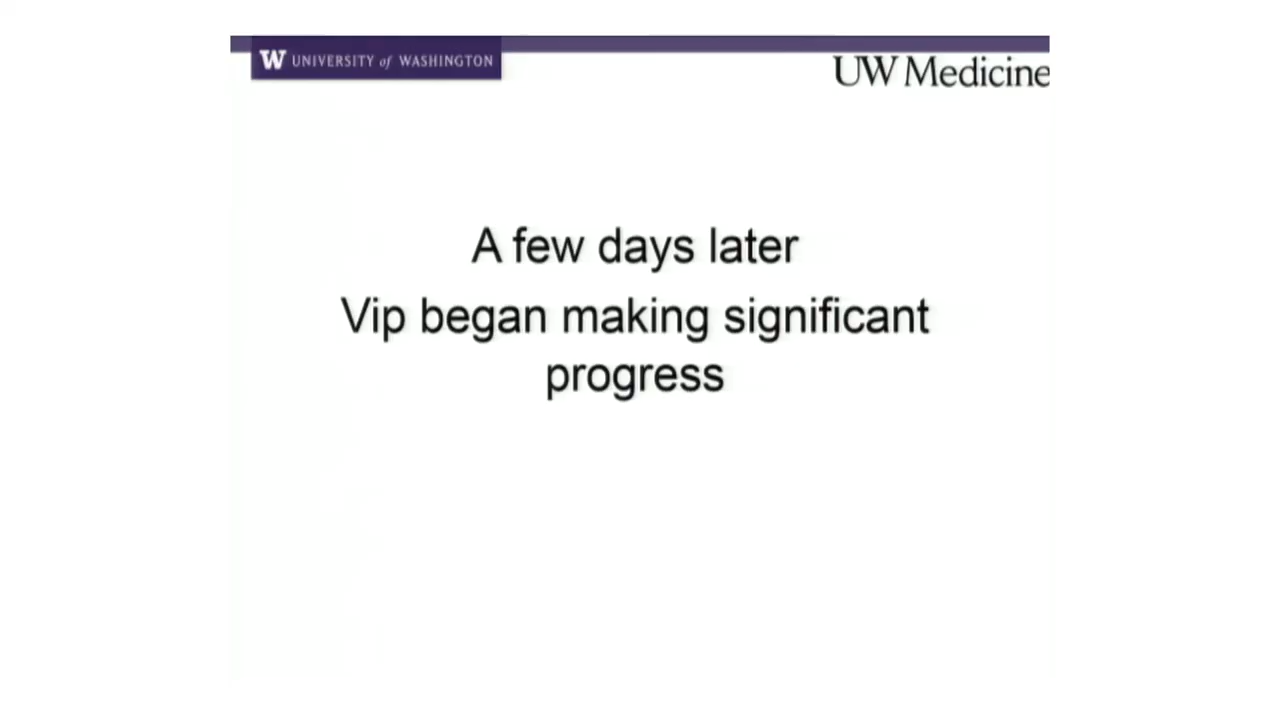 W UNIVERSITY of WASHINGTON
UW Medicine
A few days later
Vip began making significant
progress